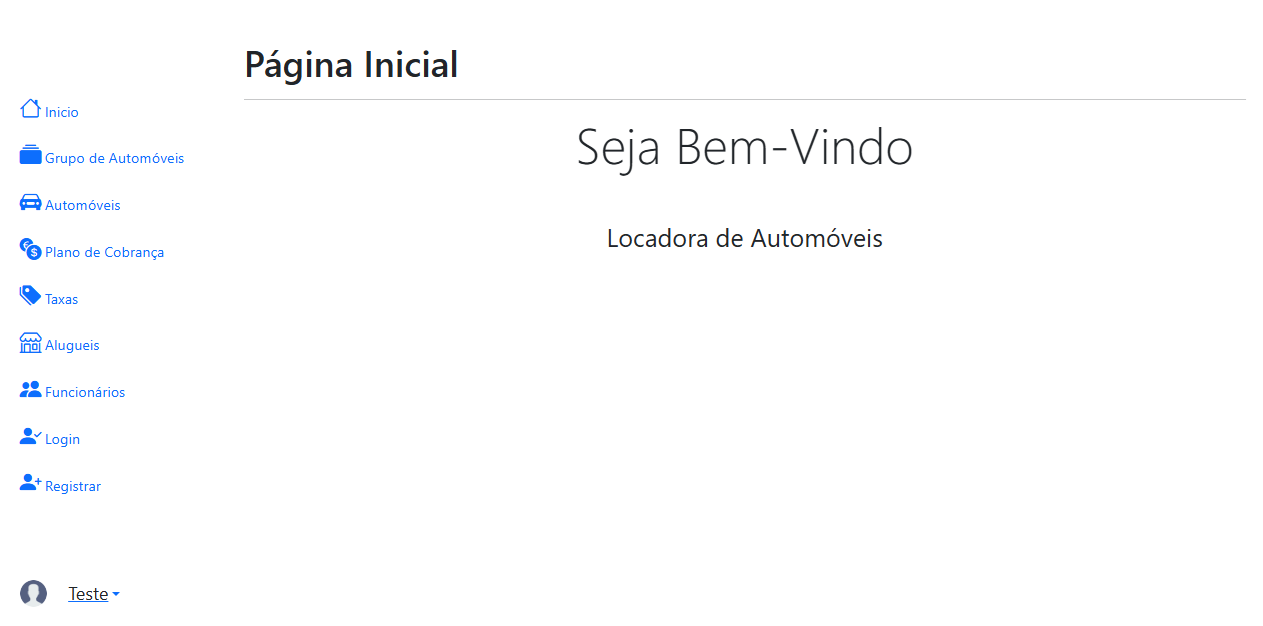 Página Inicial
Seja Bem-Vindo
Locadora de Automóveis
Inicio
Grupo de Automóveis
Automóveis
Plano de Cobrança
Taxas
Alugueis
Funcionários
Login
Registrar
Teste